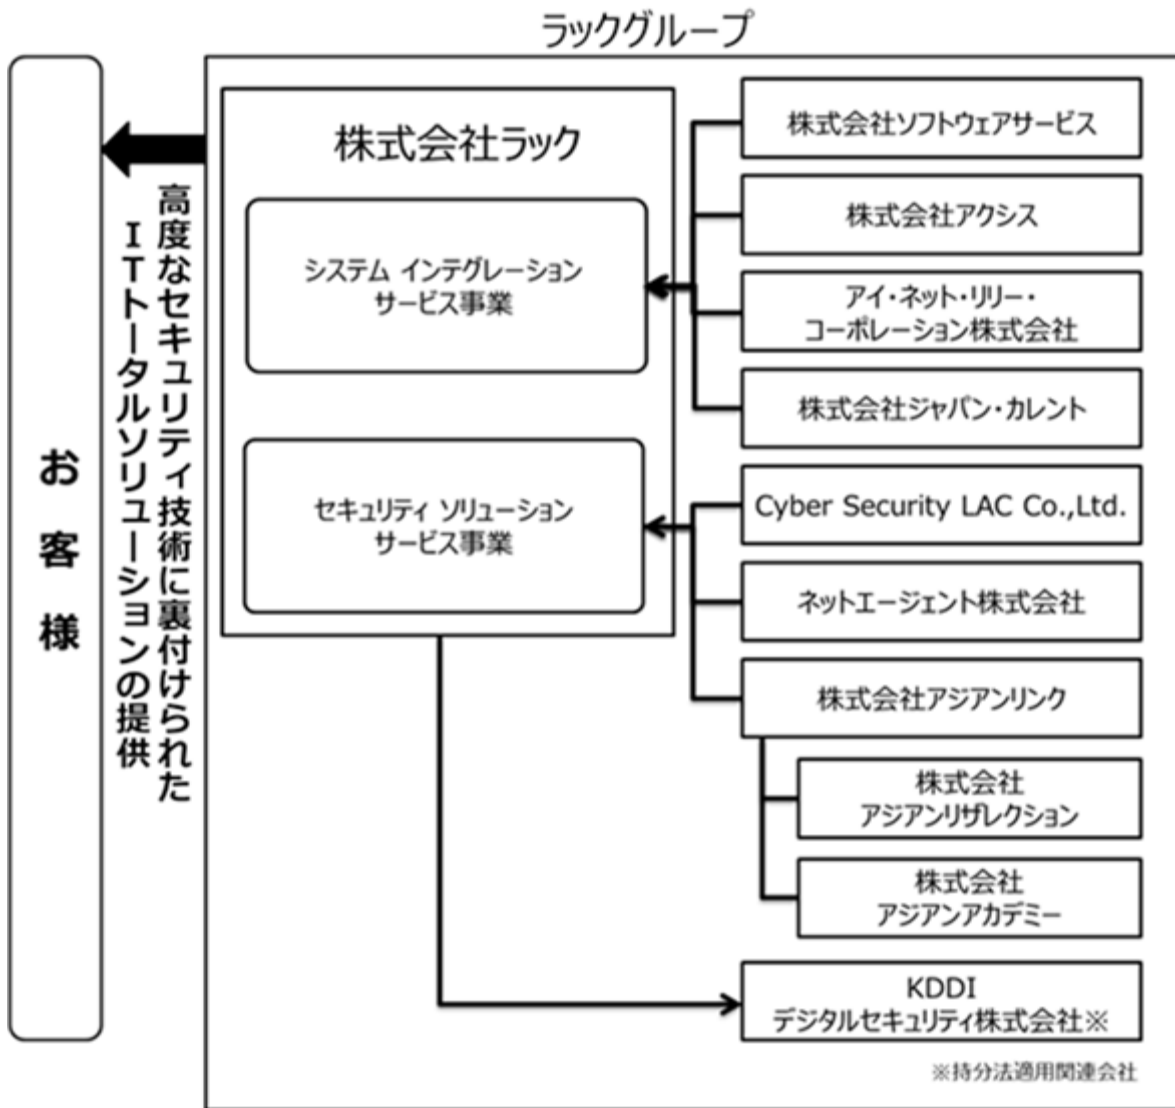 ラックグループ
お客様
高度なセキュリティ技術に裏付けられた
ITトータルソリューションの提供
株式会社ラック
システム インテグレーション
サービス事業
セキュリティ ソリューション
サービス事業
株式会社ソフトウェアサービス
株式会社アクシス
アイ・ネット・リリー・
コーポレーション株式会社
株式会社ジャパン・カレント
Cyber Security LAC Co.,Ltd.
ネットエージェント株式会社
株式会社アジアンリンク
株式会社
アジアンリザレクション
株式会社
アジアンアカデミー
KDDI
デジタルセキュリティ株式会社※
※持分法適用関連会社